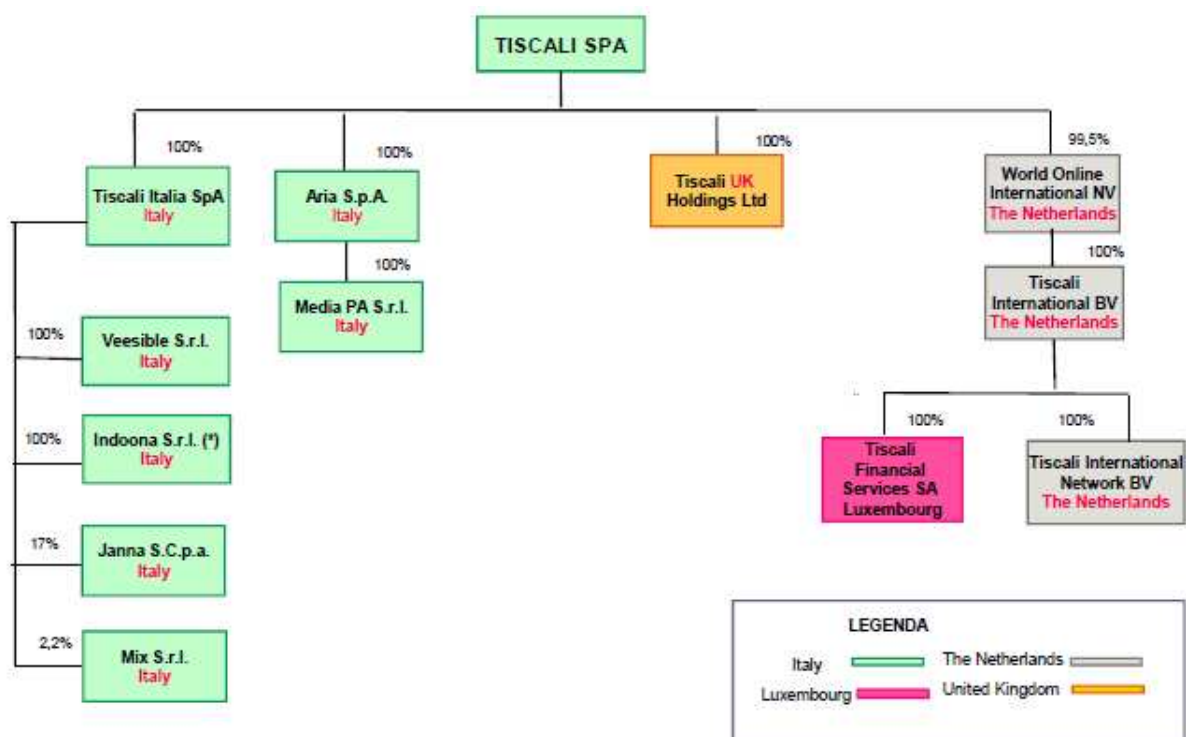 TISCALI SPA
100%
100%
100%
99,5%
Tiscali Italia SpA
Italy
Aria S.p.A.
Italy
Tiscali UK
Holdings Ltd
World Online
International NV
The Netherlands
100%
100%
Media PA S.r.l.
Italy
Tiscali
International BV
The Netherlands
100%
Veesible S.r.l.
Italy
100%
100%
100%
Indoona S.r.l. (*)
Italy
Tiscali
Financial
Services SA
Luxembourg
Tiscali International
Network BV
The Netherlands
17%
Janna S.C.p.a.
Italy
2,2%
Mix S.r.l.
Italy
LEGENDA
Italy
The Netherlands
Luxembourg
United Kingdom